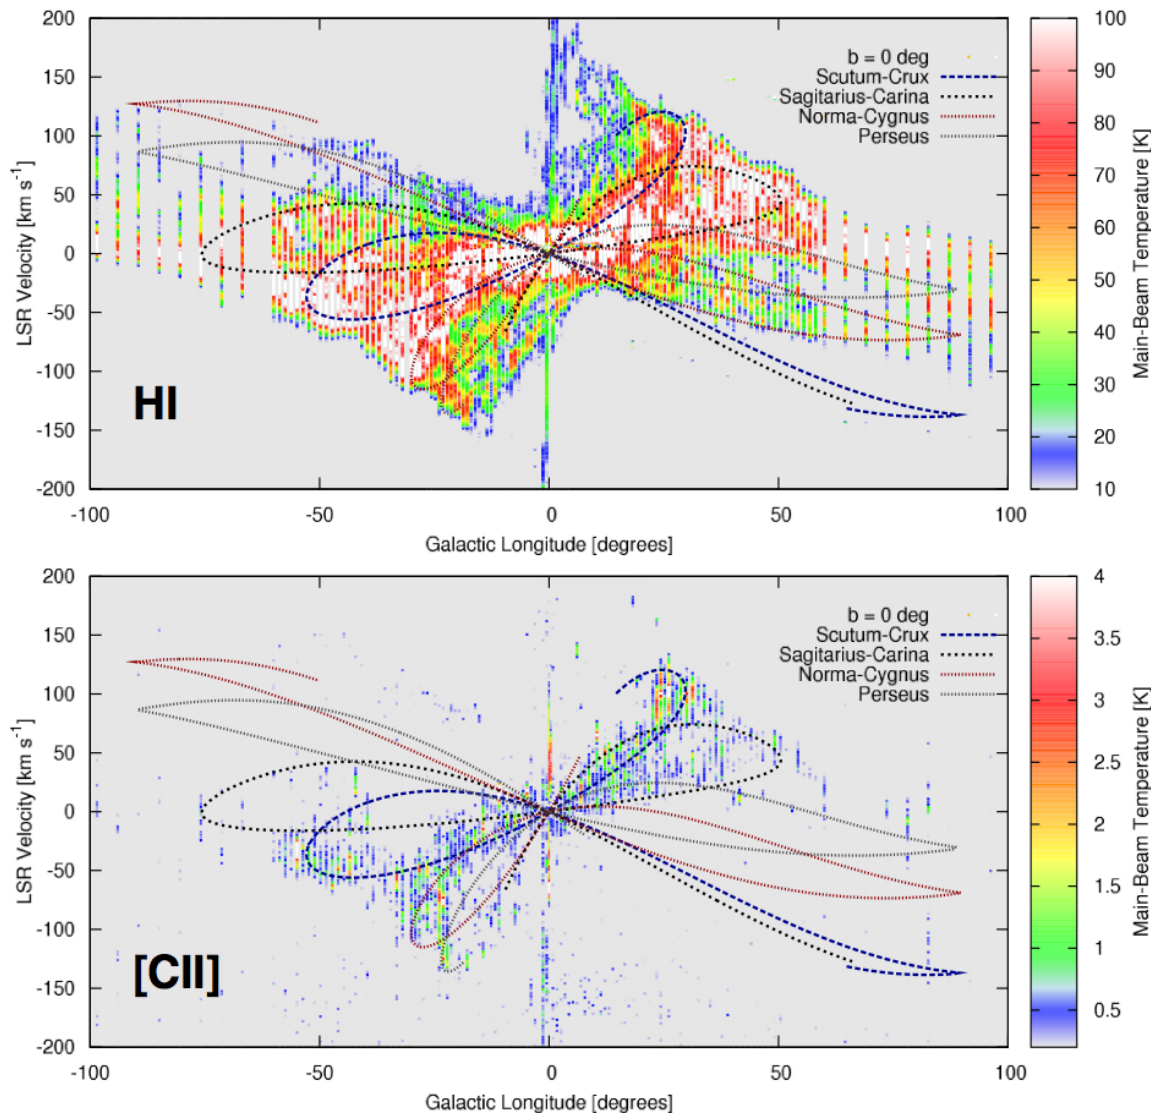 200
150
100
50
0
-50
-100
-150
-200
LSR Velocity [km s-1]
b = 0 deg
Scutum-Crux
Sagitarius-Carina
Norma-Cygnus
Perseus
HI
-100
-50
0
50
100
Galactic Longitude [degrees]
100
90
80
70
60
50
40
30
20
10
Main-Beam Temperature [K]
200
150
100
50
0
-50
-100
-150
-200
LSR Velocity [km s-1]
b = 0 deg
Scutum-Crux
Sagitarius-Carina
Norma-Cygnus
Perseus
[CII]
-100
-50
0
50
100
Galactic Longitude [degrees]
4
3.5
3
2.5
2
1.5
1
0.5
Main-Beam Temperature [K]